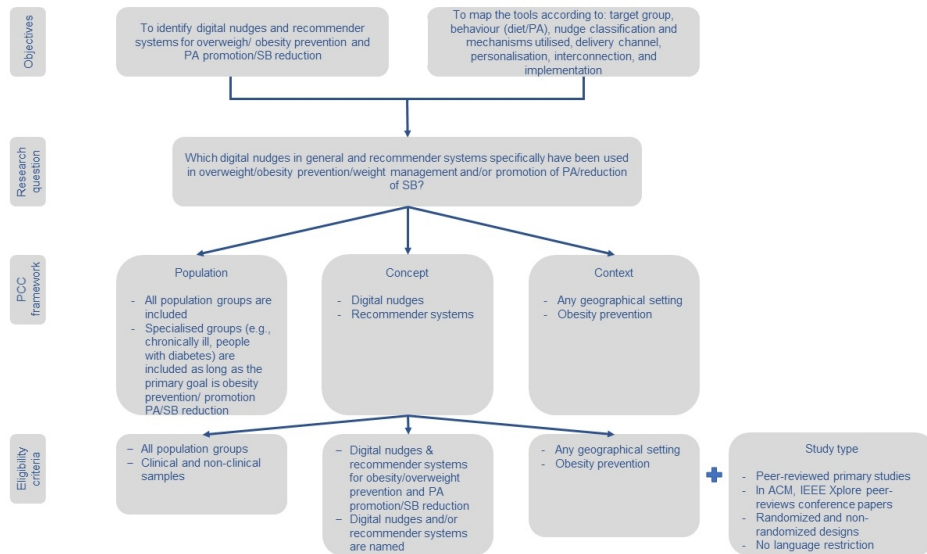 Objectives
To identify digital nudges and recommender
systems for overweigh/ obesity prevention and
PA promotion/SB reduction
To map the tools according to: target group,
behaviour (diet/PA), nudge classification and
mechanisms utilised, delivery channel,
personalisation, interconnection, and
implementation
Research
question
Which digital nudges in general and recommender systems specifically have been used
in overweight/obesity prevention/weight management and/or promotion of PA/reduction
of SB?
PCC
framework
Population
- All population groups are
included
- Specialised groups (e.g.,
chronically ill, people
with diabetes) are
included as long as the
primary goal is obesity
prevention/ promotion
PA/SB reduction
Concept
- Digital nudges
- Recommender systems
Context
- Any geographical setting
- Obesity prevention
Eligibility
criteria
– All population groups
– Clinical and non-clinical
samples
– Digital nudges &
recommender systems
for obesity/overweight
prevention and PA
promotion/SB reduction
– Digital nudges and/or
recommender systems
are named
- Any geographical setting
- Obesity prevention
Study type
- Peer-reviewed primary studies
- In ACM, IEEE Xplore peer-
reviews conference papers
- Randomized and non-
randomized designs
- No language restriction